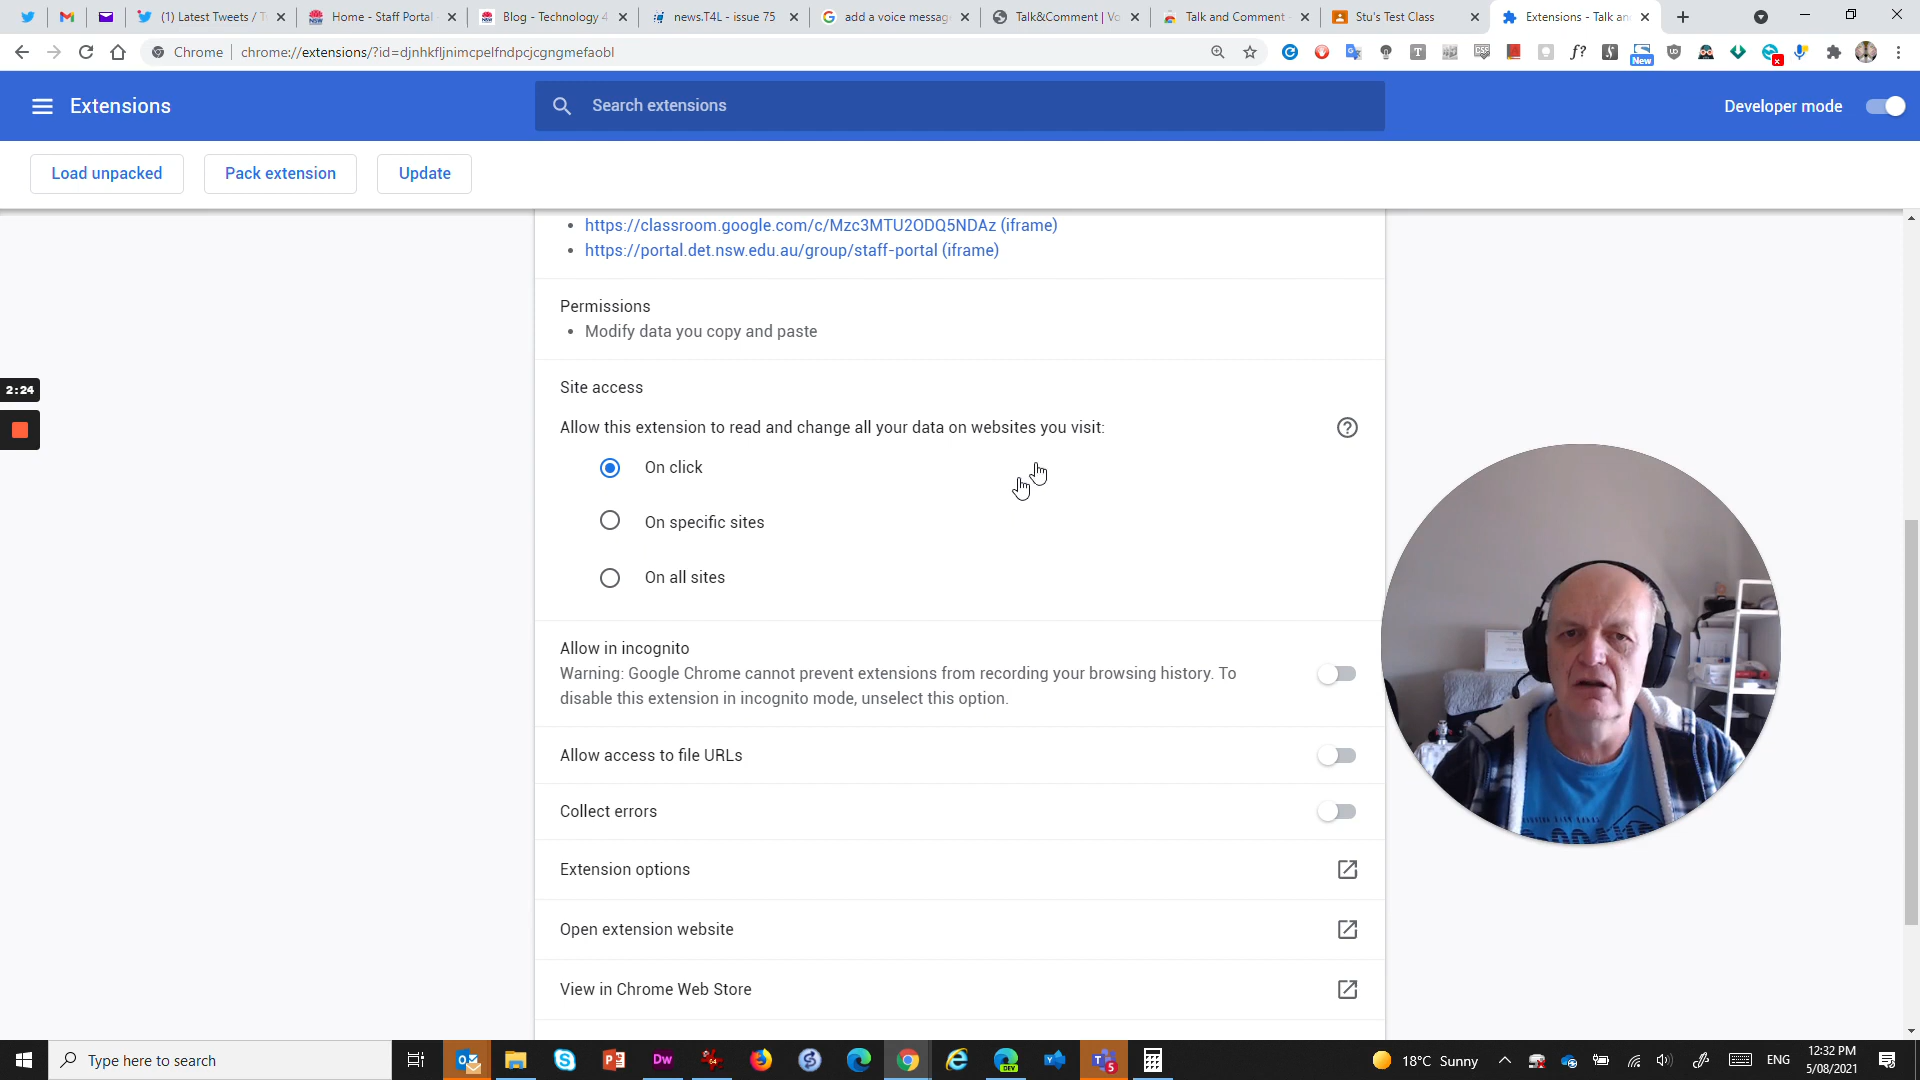 (1) Latest Tweets / T
Home - Staff Portal
Blog - Technology 4
news.T4L - issue 75
add a voice messag
Talk&Comment | Vo
Talk and Comment -
Stu's Test Class
Extensions - Talk an
Chrome chrome://extensions/?id=djnhkfljnimcpelfndpcjcgngmefaobl
New
Extensions
Search extensions
Developer mode
Load unpacked
Pack extension
Update
https://classroom.google.com/c/Mzc3MTU2ODQ5NDAz (iframe)
https://portal.det.nsw.edu.au/group/staff-portal (iframe)
Permissions
Modify data you copy and paste
2:24
Site access
Allow this extension to read and change all your data on websites you visit:
On click
On specific sites
On all sites
Allow in incognito
Warning: Google Chrome cannot prevent extensions from recording your browsing history. To
disable this extension in incognito mode, unselect this option.
Allow access to file URLs
Collect errors
Extension options
Open extension website
View in Chrome Web Store
Type here to search
Dw
DEV
5
18°C Sunny
ENG
12:32 PM
5/08/2021